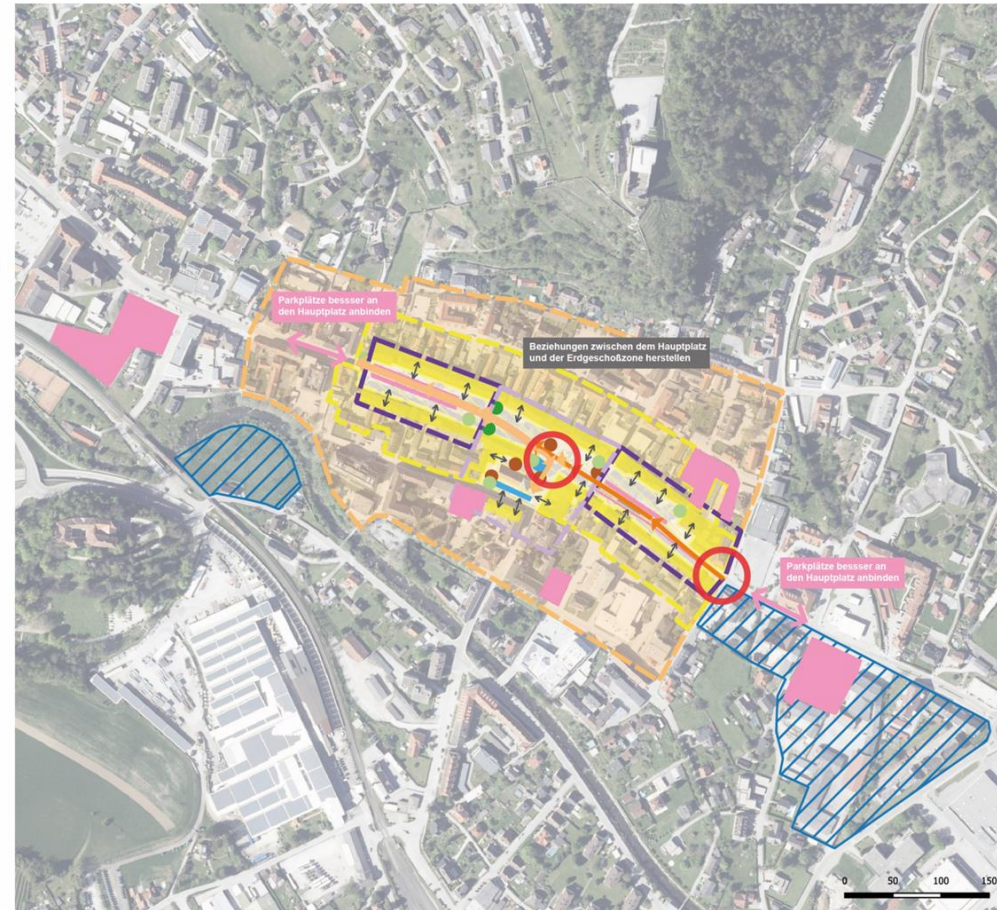 Parkplätze bessser an
den Hauptplatz anbinden
Beziehungen zwischen dem Hauptplatz
und der Erdgeschoßzone herstellen
Parkplätze bessser an
den Hauptplatz anbinden
0 50 100 150